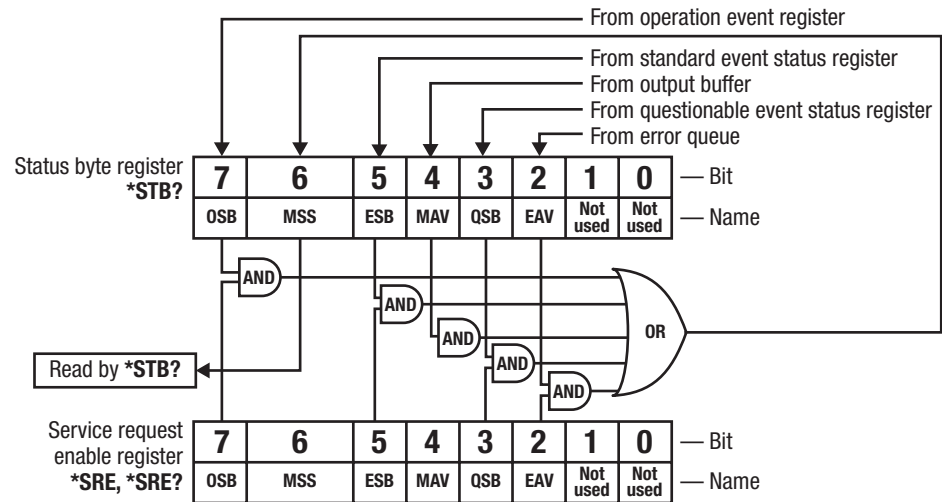 From operation event register
From standard event status register
From output buffer
From questionable event status register
From error queue
Status byte register
*STB?
7 6 5 4 3 2 1 0 — Bit
OSB MSS ESB MAV QSB EAV Not used Not used — Name
AND
AND
AND
AND
AND
OR
Read by *STB?
Service request
enable register
*SRE, *SRE?
7 6 5 4 3 2 1 0 — Bit
OSB MSS ESB MAV QSB EAV Not used Not used — Name